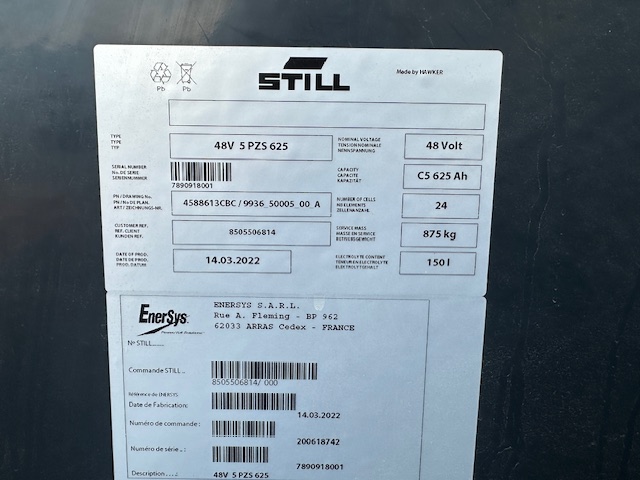 STILL
Made by HAWKER
Pb Pb
TYPE
TYPE
TYP
48V 5 PZS 625
NOMINAL VOLTAGE
TENSION NOMINALE
NENNSPANNUNG
48 Volt
SERIAL NUMBER
No. DE SERIE
SERIENNUMMER
7890918001
CAPACITY
CAPACITE
KAPAZITÄT
C5 625 Ah
PN / DRAWING No.
PN / No DE PLAN.
ART / ZEICHNUNGS-NR.
4588613CBC / 9936_50005_00_A
NUMBER OF CELLS
NB ELEMENTS
ZELLENANZAHL
24
CUSTOMER REF.
REF. CLIENT
KUNDEN REF.
8505506814
SERVICE MASS
MASSE EN SERVICE
BETRIEBSGEWICHT
875 kg
DATE OF PROD.
DATE DE PROD.
PROD. DATUM
14.03.2022
ELECTROLYTE CONTENT
TENEUR EN ELECTROLYTE
ELECTROLYTGEHALT
150 l
EnerSys
ENERSYS S.A.R.L.
Rue A. Fleming - BP 962
62033 ARRAS Cedex - FRANCE
N° STILL........
Commande STILL ..
8505506814/ 000
Référence de ENERSYS:
Date de Fabrication:
14.03.2022
Numéro de commande :
200618742
Numéro de série.. :
7890918001
Description ..... :
48V 5 PZS 625